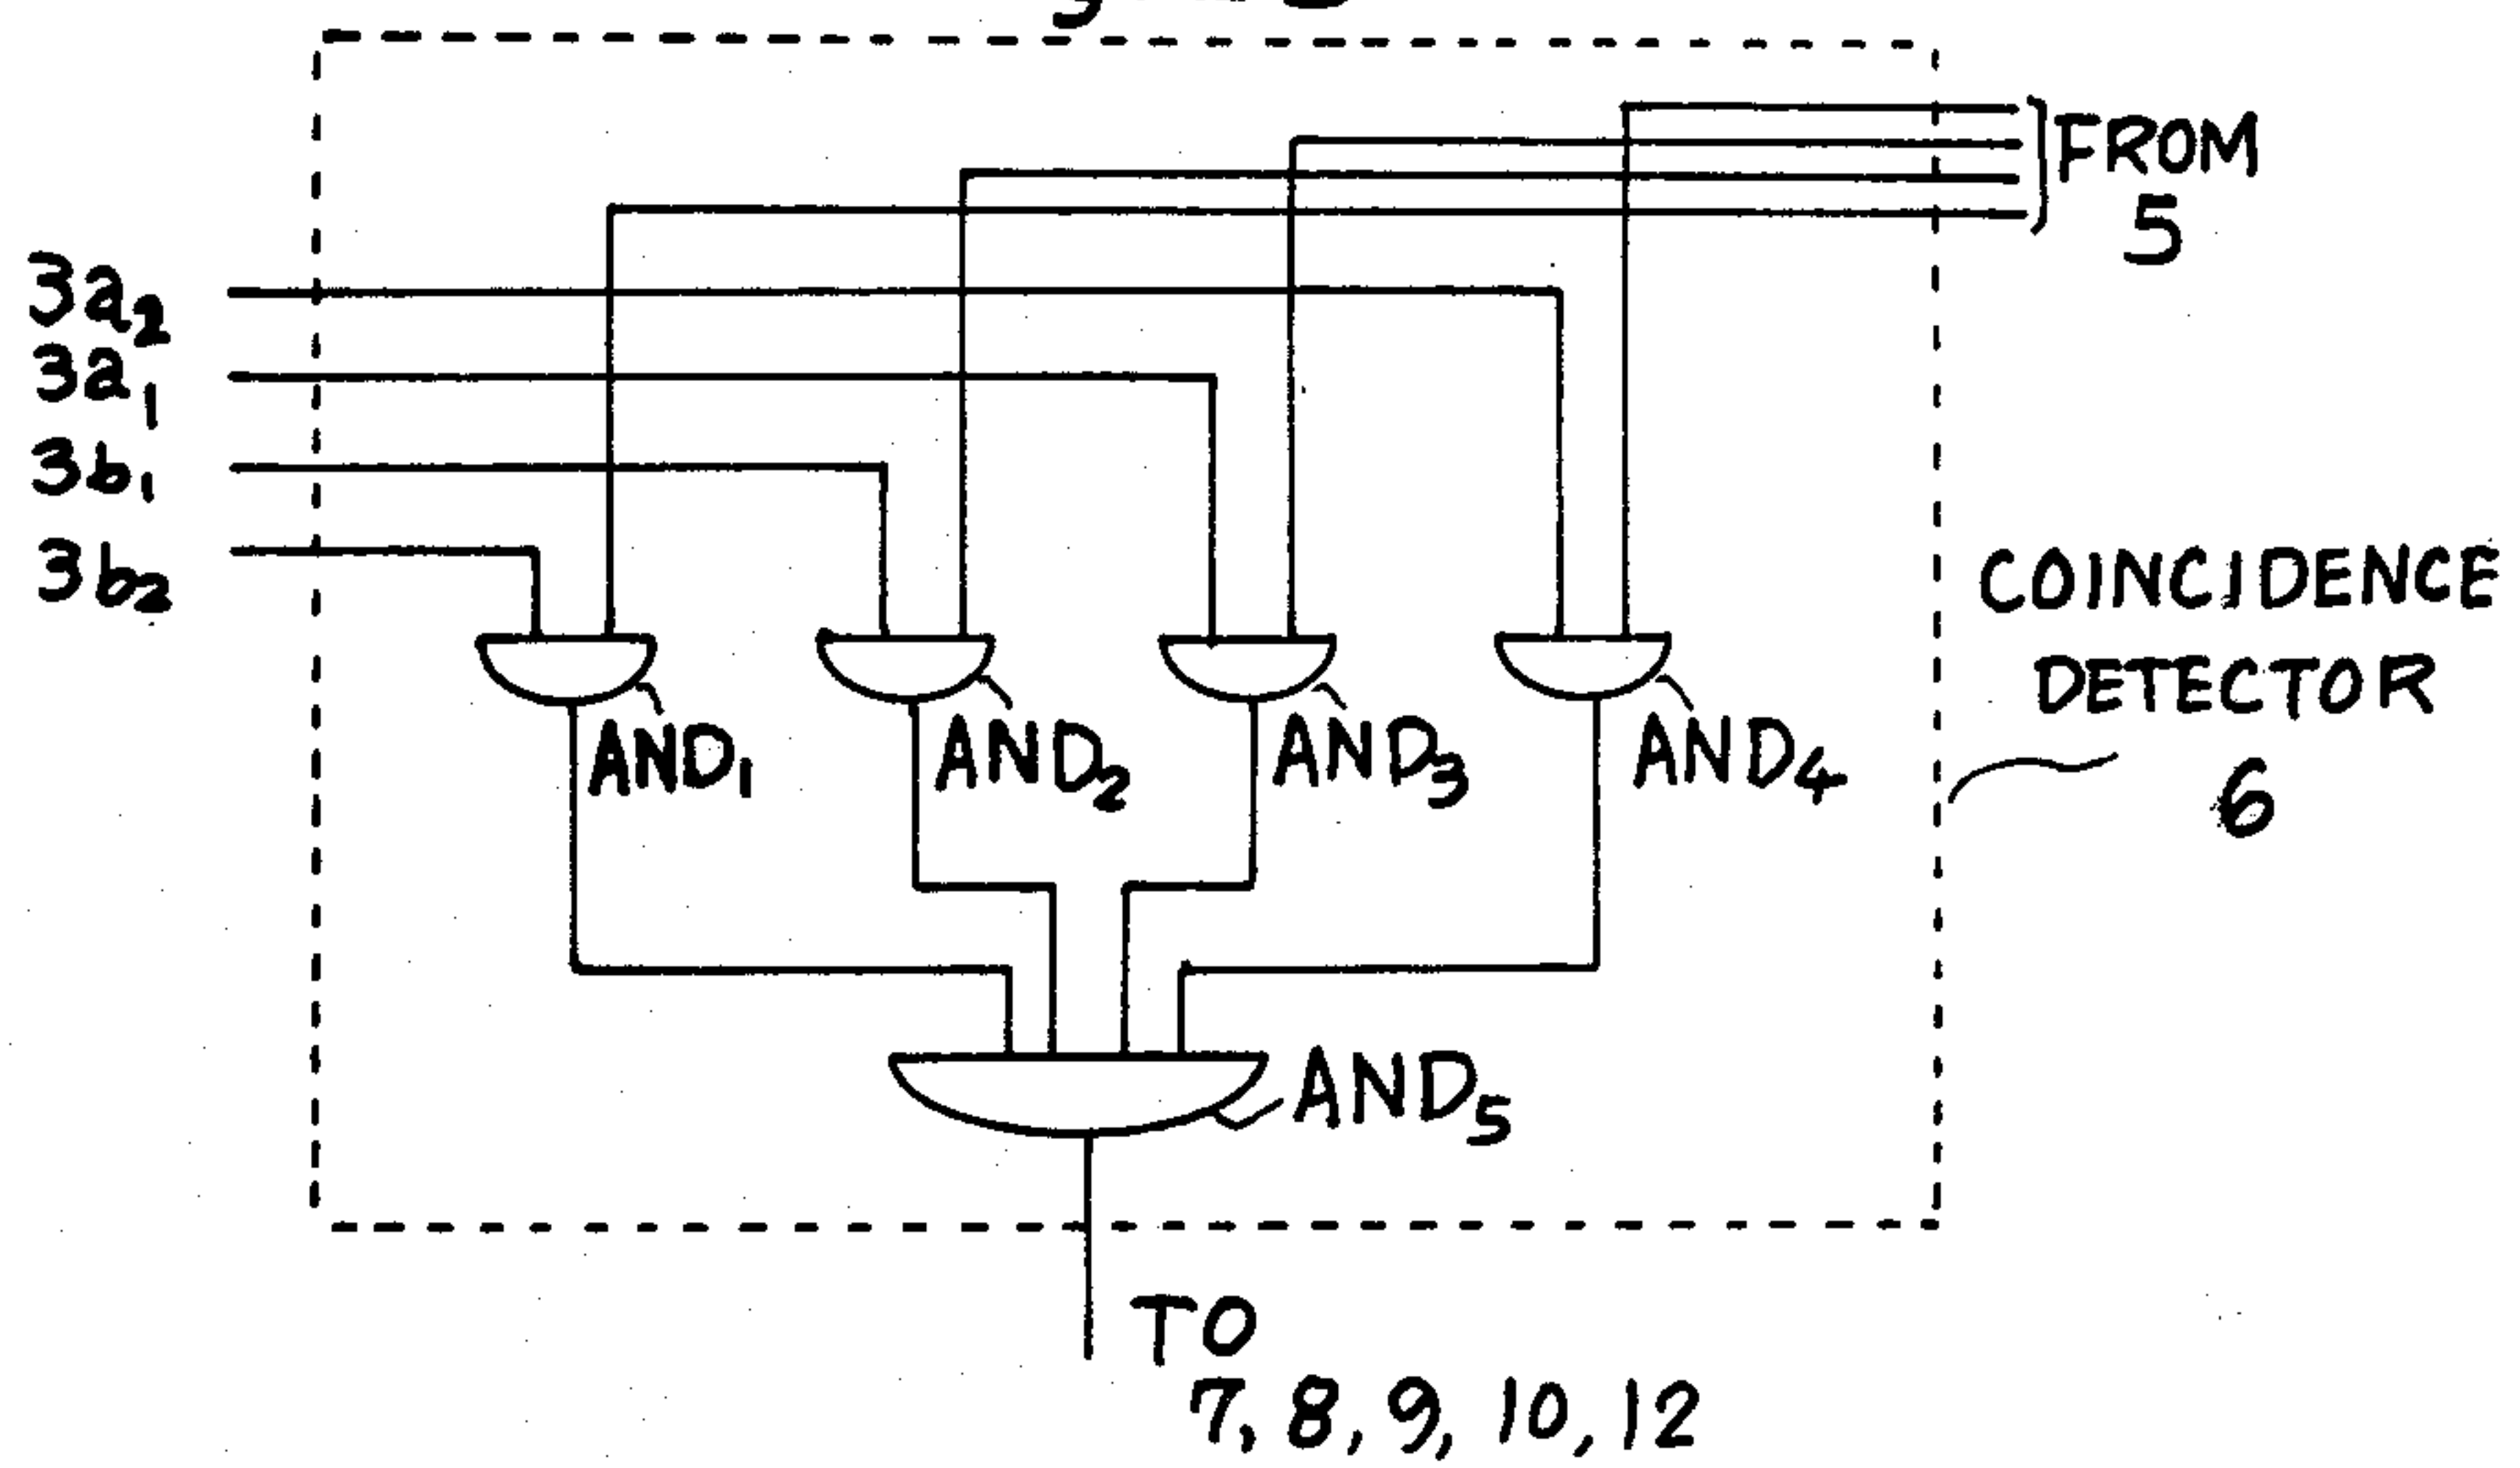 FROM
5
3a2
3a1
3b1
3b2
COINCIDENCE
DETECTOR
6
AND1
AND2
AND3
AND4
AND5
TO
7, 8, 9, 10, 12